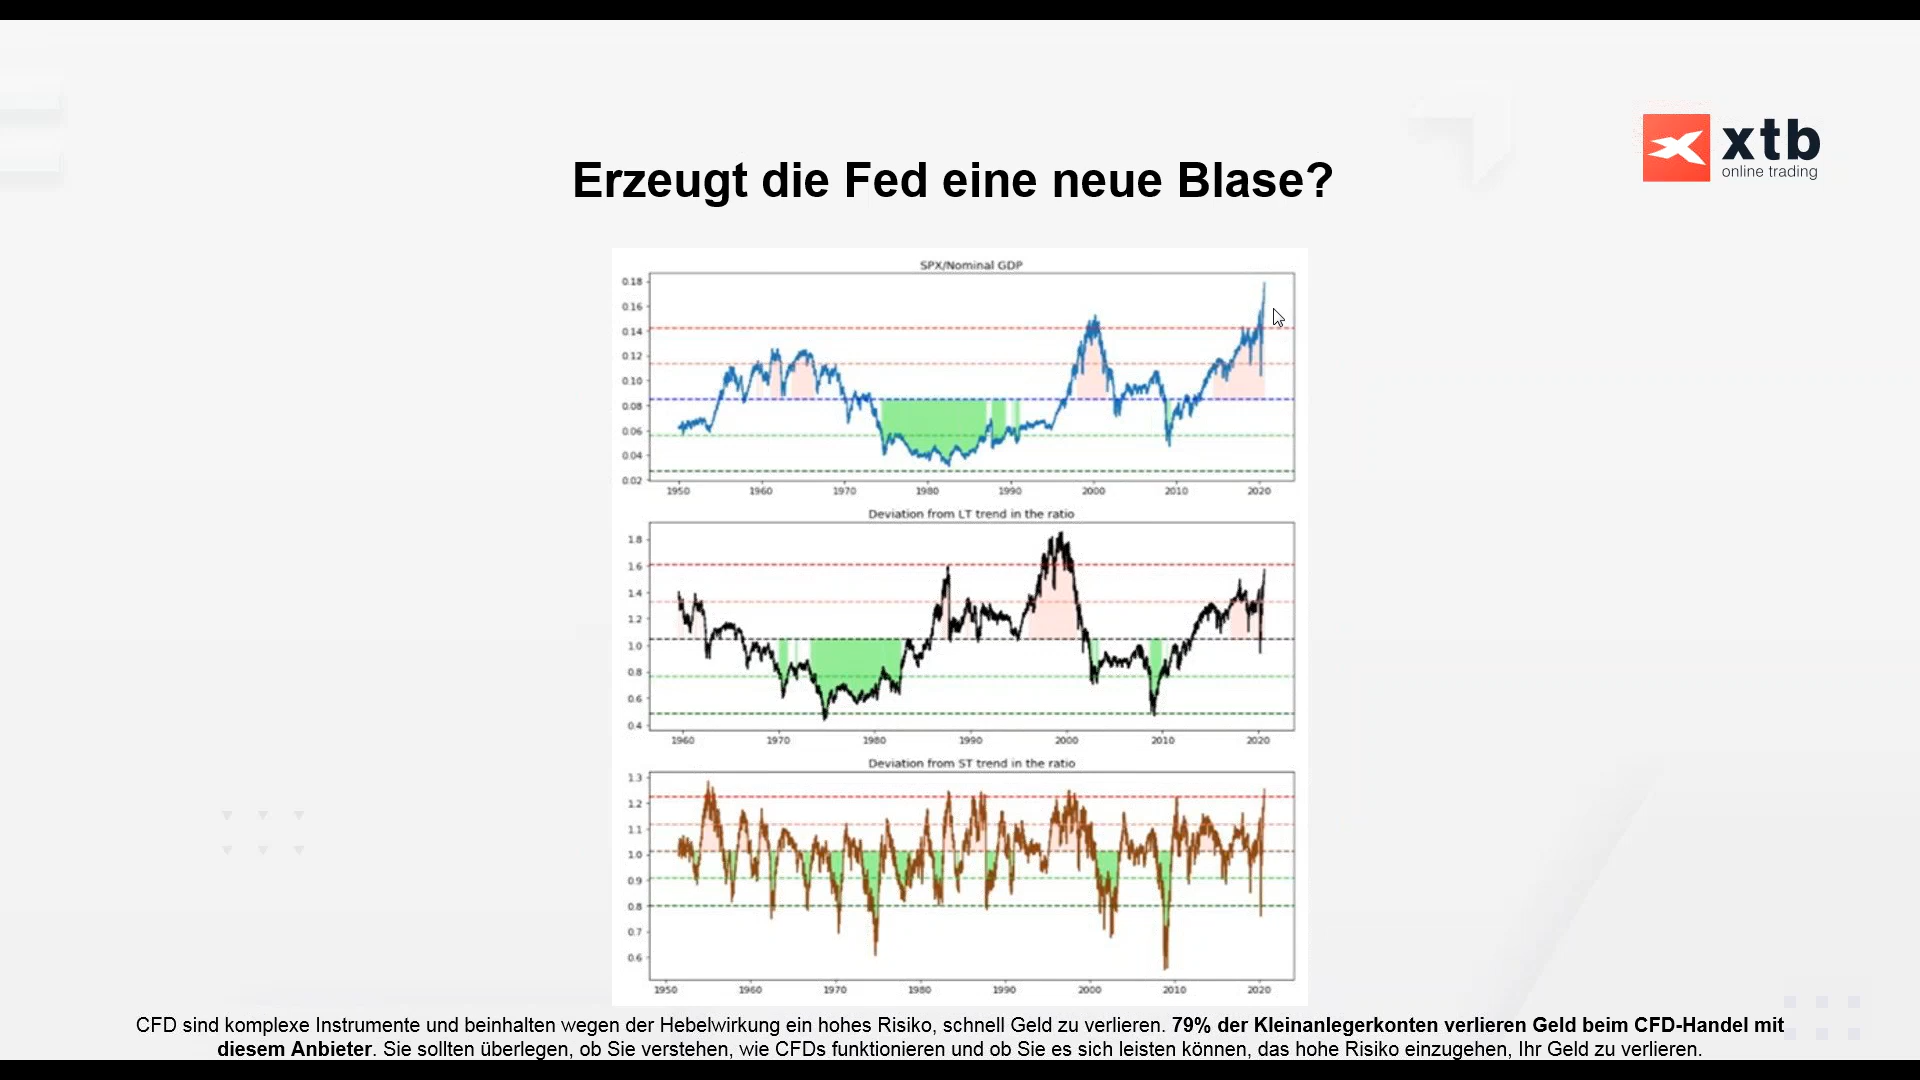 xtb
online trading
Erzeugt die Fed eine neue Blase?
SPX/Nominal GDP
0.18
0.16
0.14
0.12
0.10
0.08
0.06
0.04
0.02
1950 1960 1970 1980 1990 2000 2010 2020
Deviation from LT trend in the ratio
1.8
1.6
1.4
1.2
1.0
0.8
0.6
0.4
1960 1970 1980 1990 2000 2010 2020
Deviation from ST trend in the ratio
1.3
1.2
1.1
1.0
0.9
0.8
0.7
0.6
1950 1960 1970 1980 1990 2000 2010 2020
CFD sind komplexe Instrumente und beinhalten wegen der Hebelwirkung ein hohes Risiko, schnell Geld zu verlieren. 79% der Kleinanlegerkonten verlieren Geld beim CFD-Handel mit
diesem Anbieter. Sie sollten überlegen, ob Sie verstehen, wie CFDs funktionieren und ob Sie es sich leisten können, das hohe Risiko einzugehen, Ihr Geld zu verlieren.